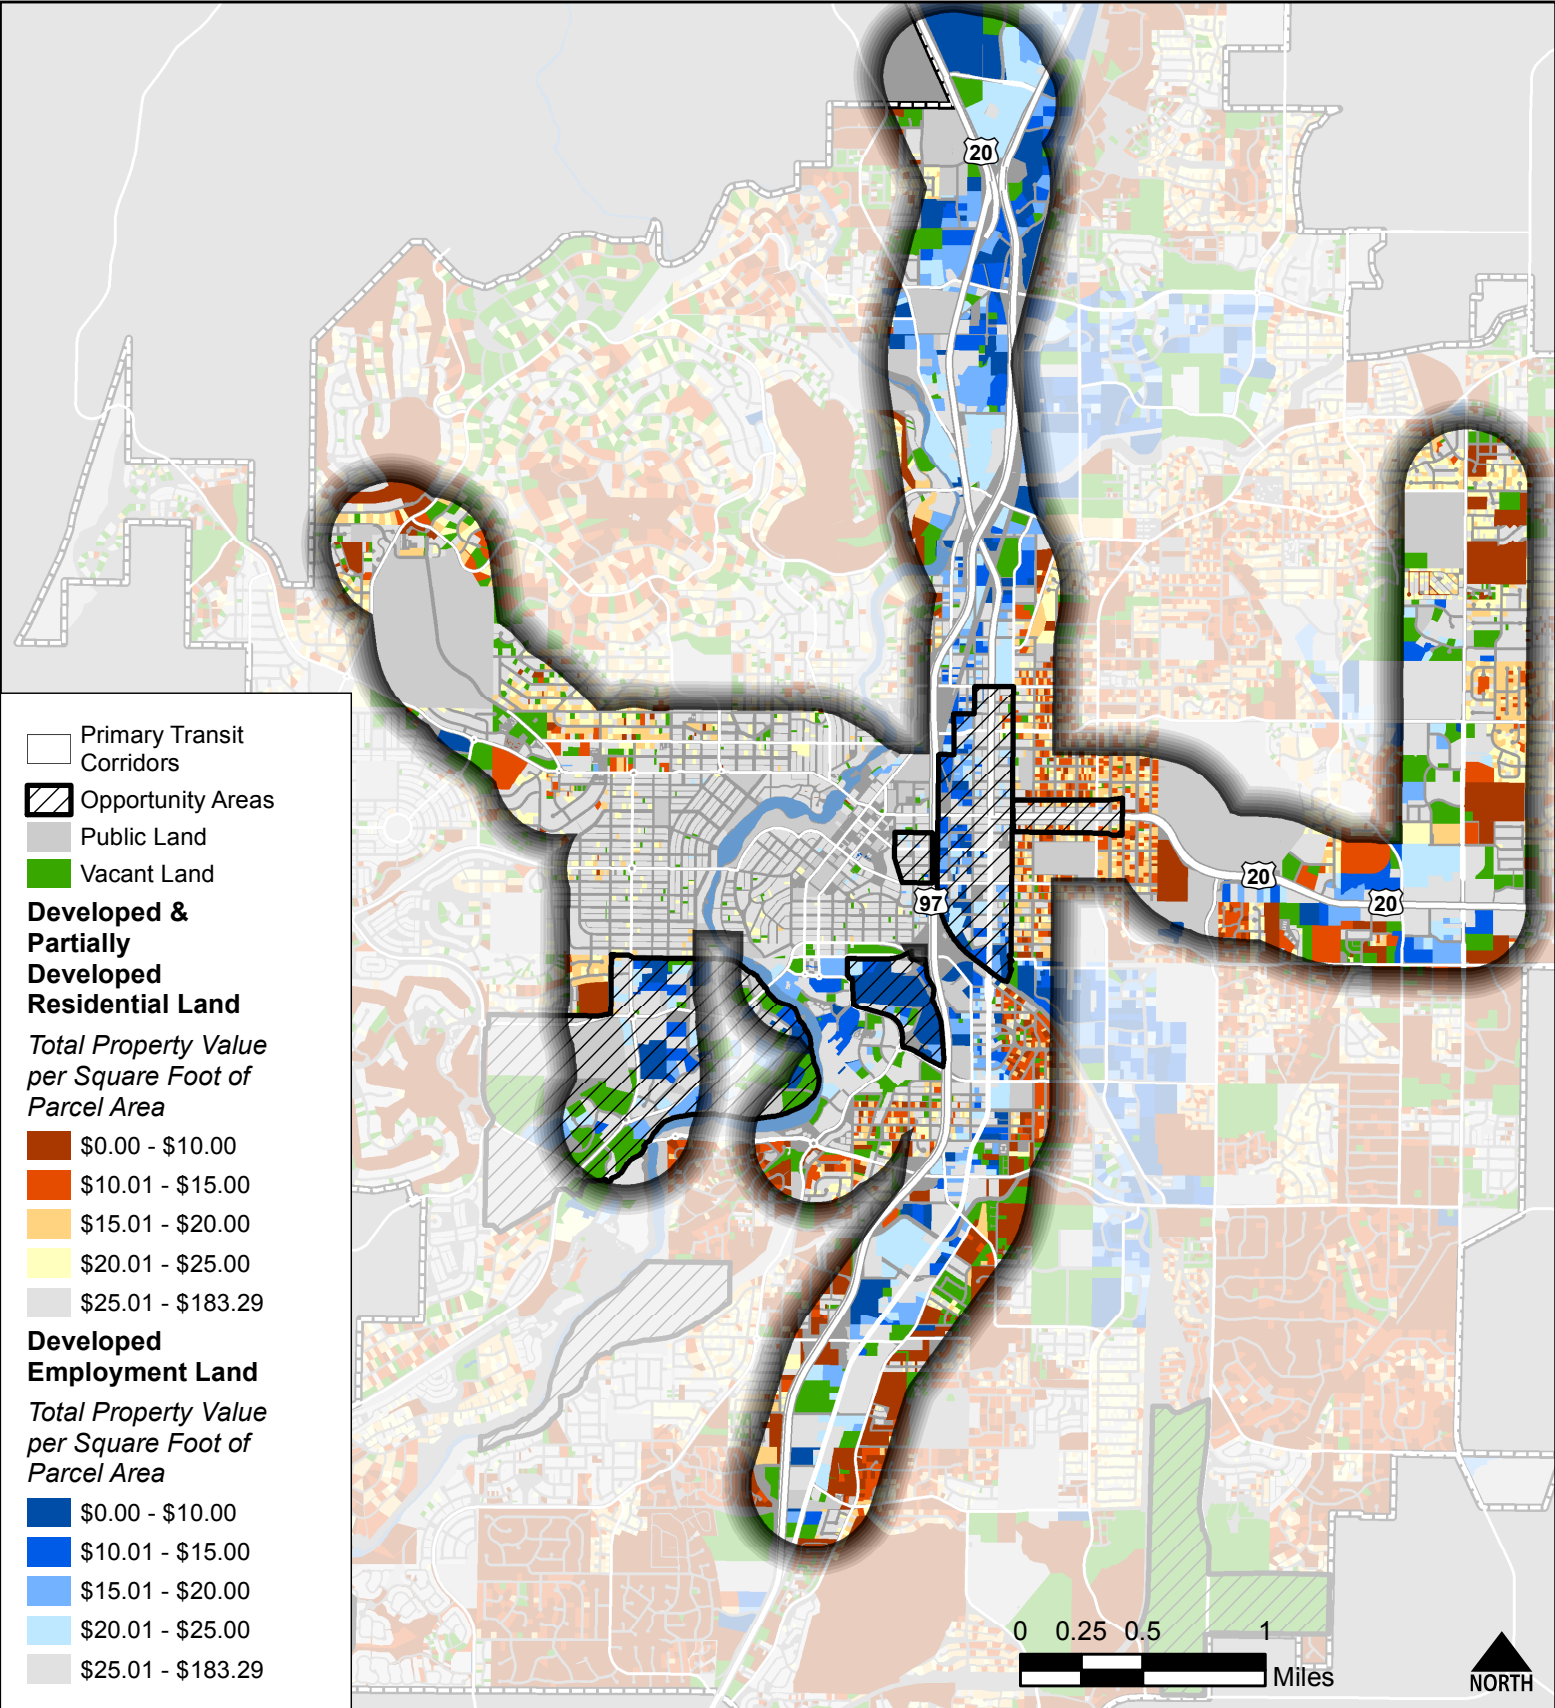 20
97
20
20
Primary Transit
Corridors
Opportunity Areas
Public Land
Vacant Land
Developed &
Partially
Developed
Residential Land
Total Property Value
per Square Foot of
Parcel Area
$0.00 - $10.00
$10.01 - $15.00
$15.01 - $20.00
$20.01 - $25.00
$25.01 - $183.29
Developed
Employment Land
Total Property Value
per Square Foot of
Parcel Area
$0.00 - $10.00
$10.01 - $15.00
$15.01 - $20.00
$20.01 - $25.00
$25.01 - $183.29
0 0.25 0.5 1
Miles
NORTH